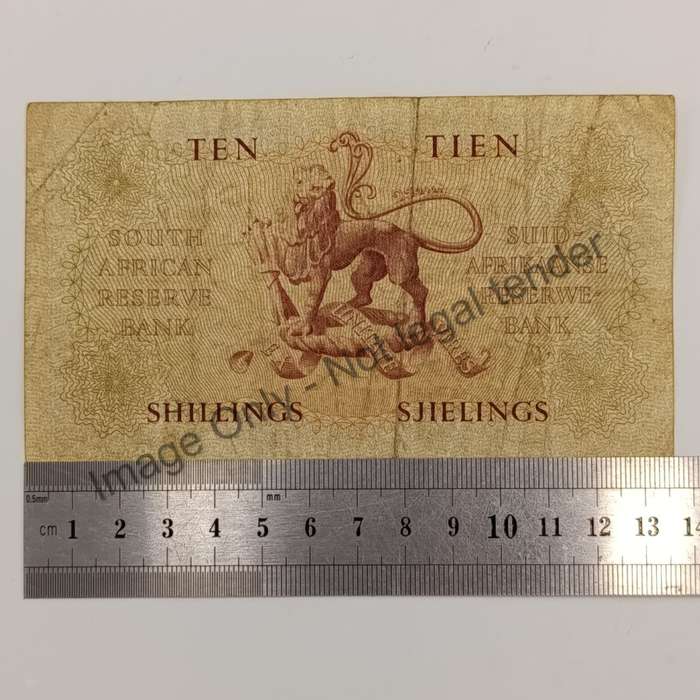 TEN TIEN
SOUTH
AFRICAN
RESERVE
BANK
SUID-
AFRIKAANSE
RESERWE-
BANK
SHILLINGS SJIELINGS
Image Only - Not legal tender
0.5mm mm
cm 1 2 3 4 5 6 7 8 9 10 11 12 13 14